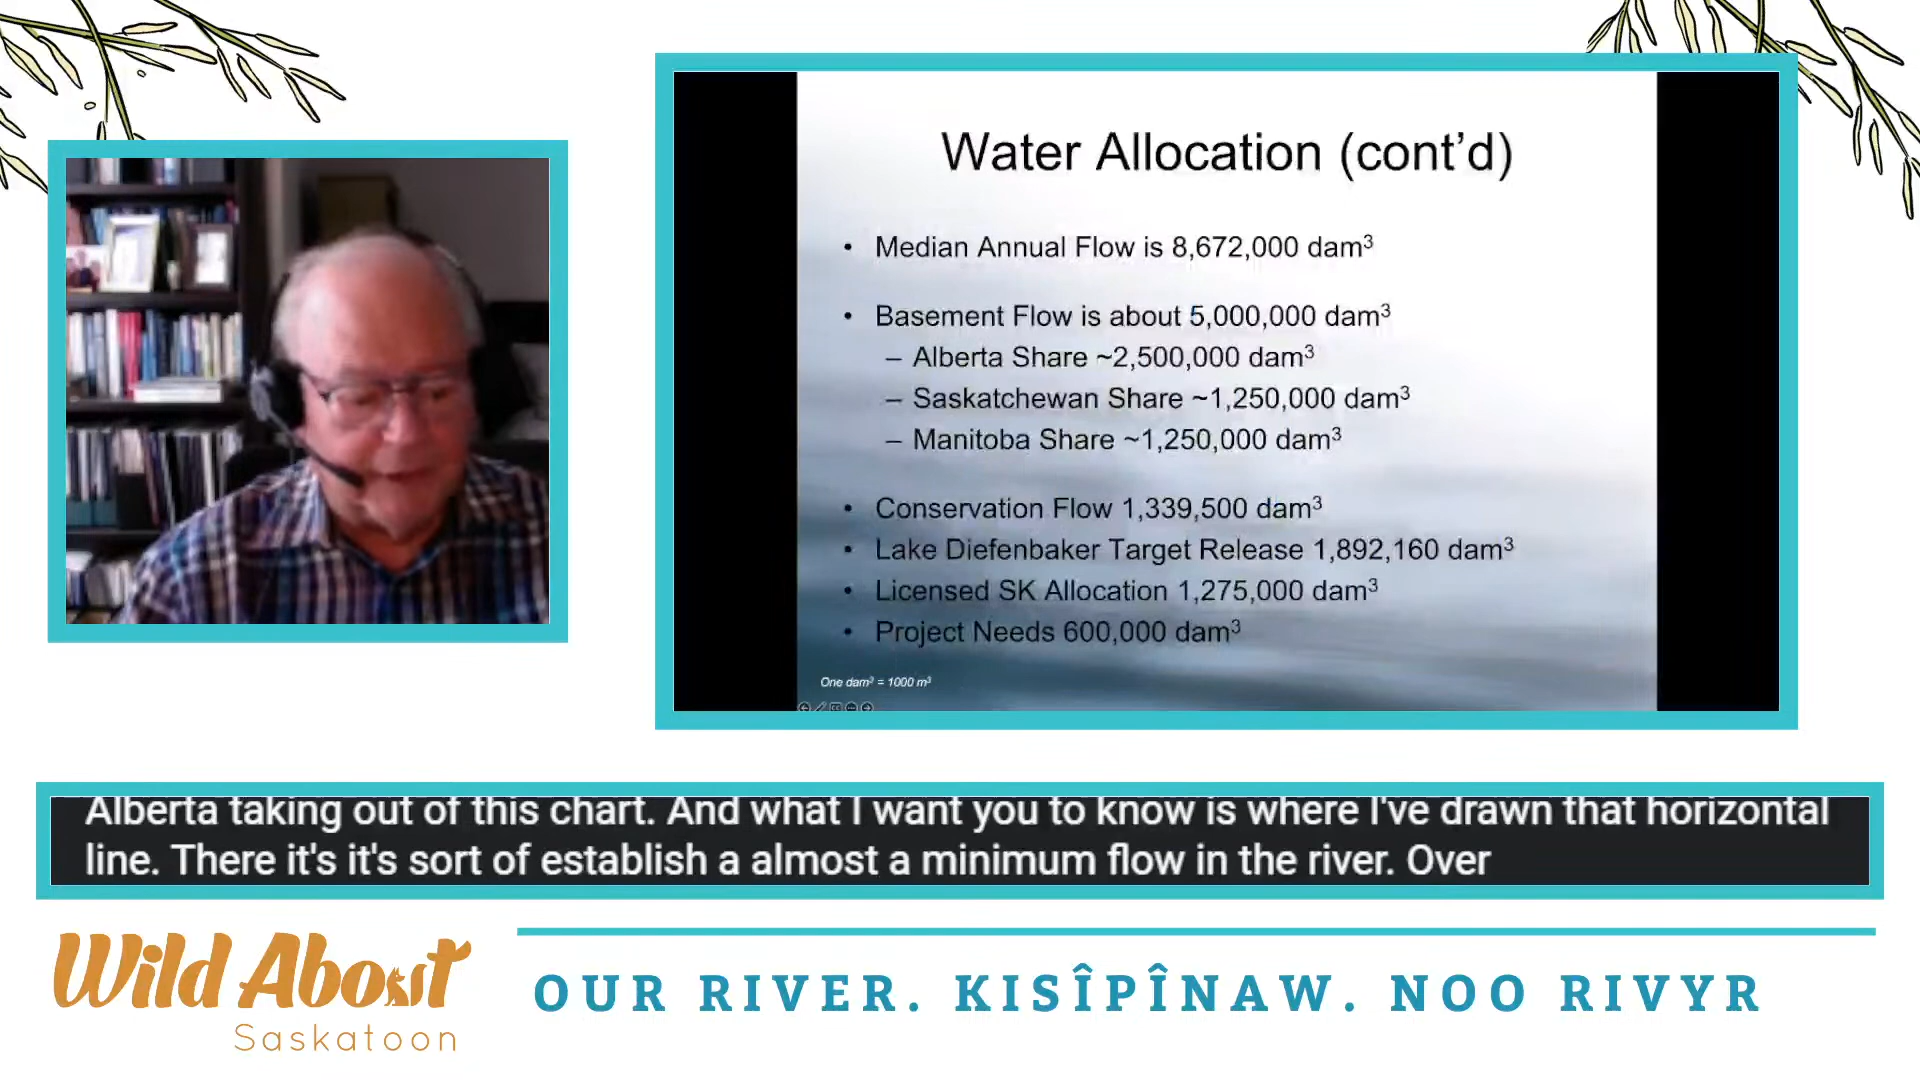 Water Allocation (cont’d)
• Median Annual Flow is 8,672,000 dam³
• Basement Flow is about 5,000,000 dam³
– Alberta Share ~2,500,000 dam³
– Saskatchewan Share ~1,250,000 dam³
– Manitoba Share ~1,250,000 dam³
• Conservation Flow 1,339,500 dam³
• Lake Diefenbaker Target Release 1,892,160 dam³
• Licensed SK Allocation 1,275,000 dam³
• Project Needs 600,000 dam³
One dam³ = 1000 m³
Alberta taking out of this chart. And what I want you to know is where I've drawn that horizontal
line. There it's it's sort of establish a almost a minimum flow in the river. Over
Wild About
Saskatoon
OUR RIVER. KISÎPÎNAW. NOO RIVYR